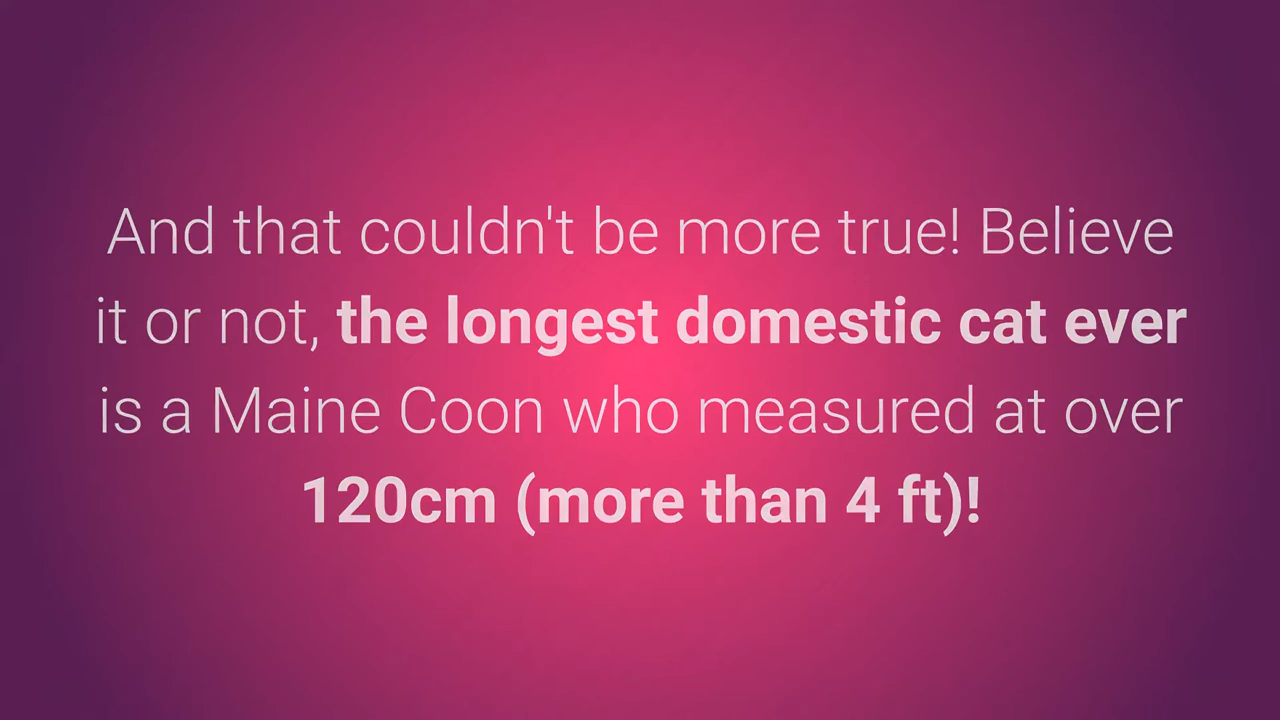 And that couldn't be more true! Believe
it or not, the longest domestic cat ever
is a Maine Coon who measured at over
120cm (more than 4 ft)!